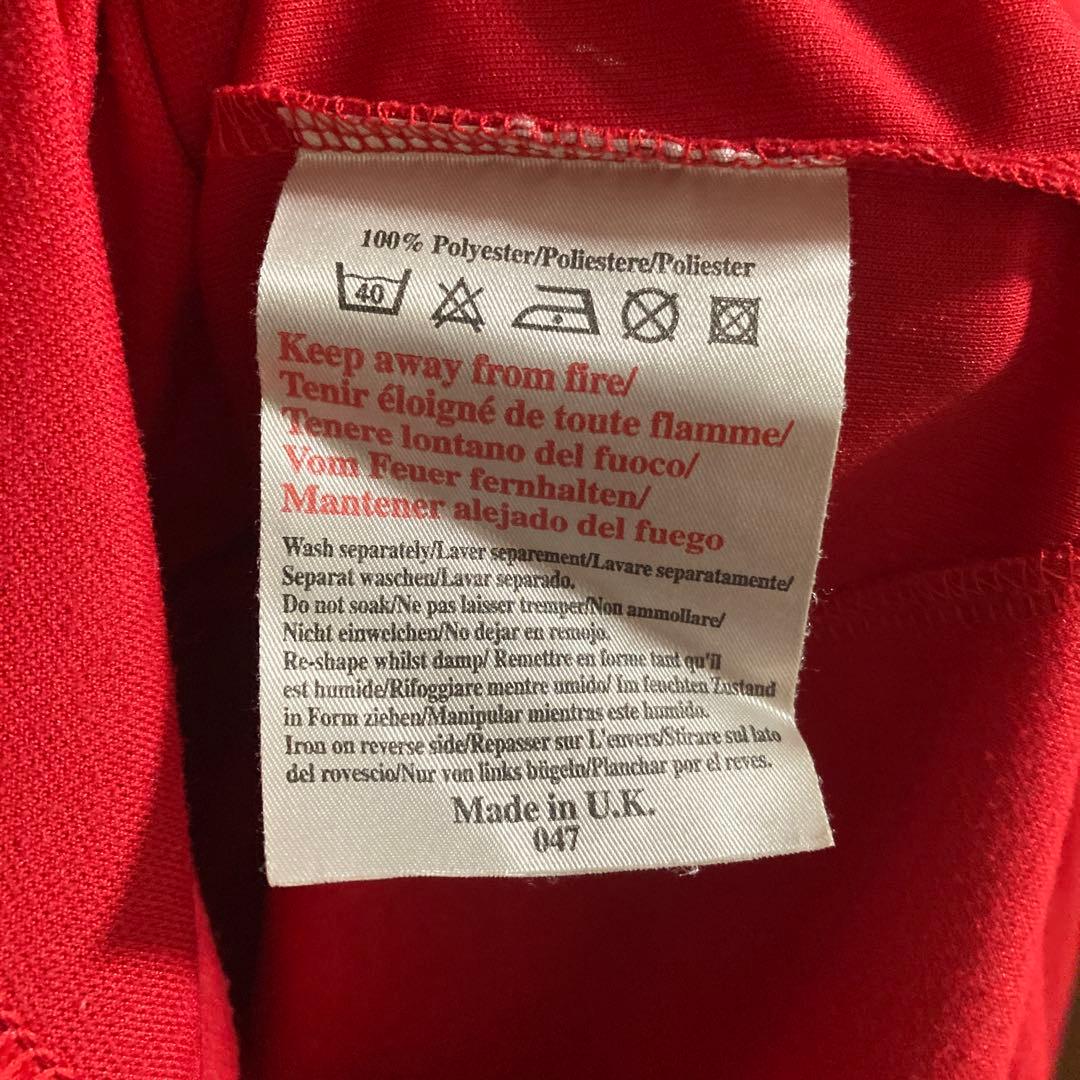 100% Polyester/Poliestere/Poliester
40
Keep away from fire/
Tenir éloigné de toute flamme/
Tenere lontano del fuoco/
Vom Feuer fernhalten/
Mantener alejado del fuego
Wash separately/Laver separement/Lavare separatamente/
Separat waschen/Lavar separado.
Do not soak/Ne pas laisser tremper/Non ammollare/
Nicht einweichen/No dejar en remojo.
Re-shape whilst damp/ Remettre en forme tant qu'il
est humide/Rifoggiare mentre umido/ Im feuchten Zustand
in Form ziehen/Manipular mientras este humido.
Iron on reverse side/Repasser sur L'envers/Stirare sul lato
del rovescio/Nur von links bügeln/Planchar por el reves.
Made in U.K.
047